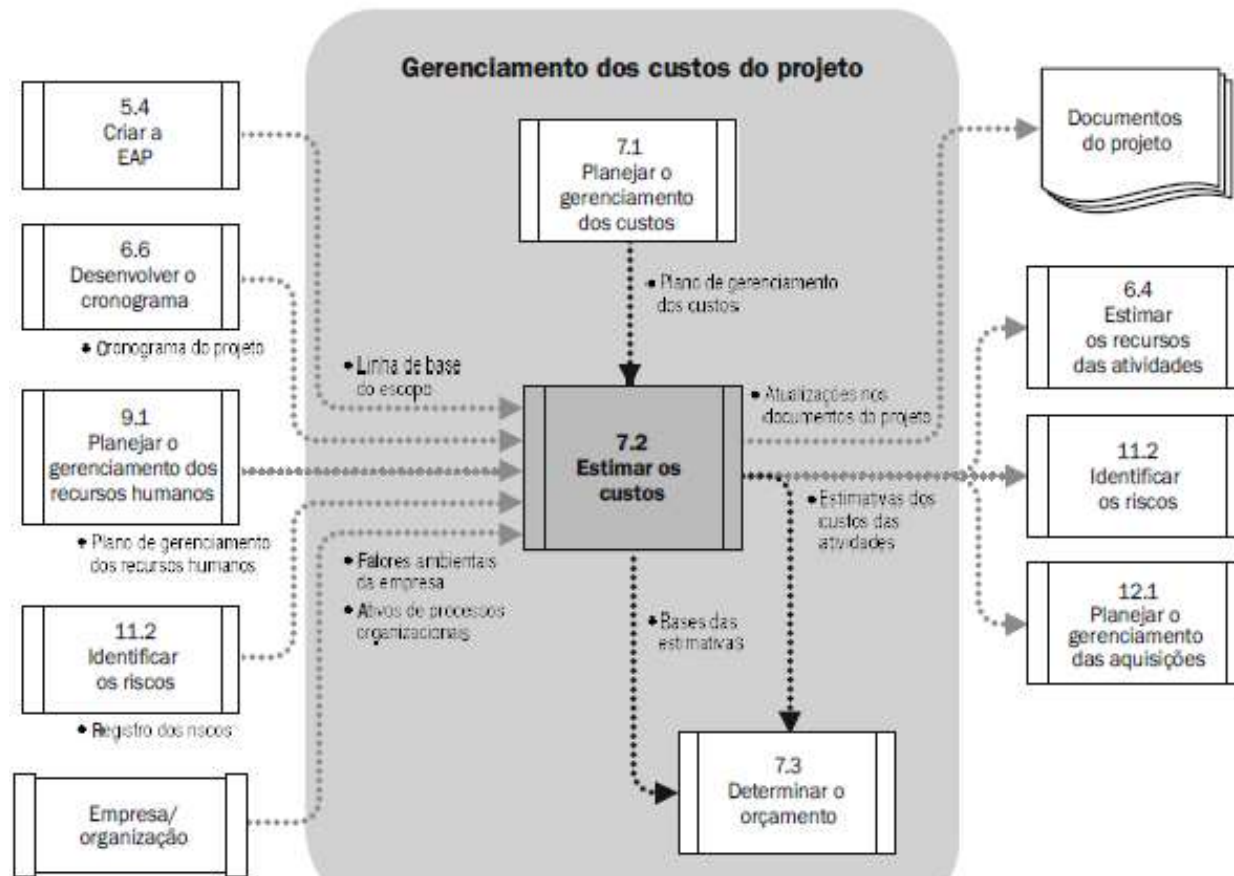 Gerenciamento dos custos do projeto
5.4
Criar a
EAP
6.6
Desenvolver o
cronograma
• Cronograma do projeto
9.1
Planejar o
gerenciamento dos
recursos humanos
• Plano de gerenciamento
dos recursos humanos
11.2
Identificar
os riscos
• Registro dos riscos
Empresa/
organização
7.1
Planejar o
gerenciamento
dos custos
• Plano de gerenciamento
dos custos
• Linha de base
do escopo
7.2
Estimar os
custos
• Fatores ambientais
da empresa
• Ativos de processos
organizacionais
• Atualizações nos
documentos do projeto
• Estimativas dos
custos das
atividades
• Bases das
estimativas
7.3
Determinar o
orçamento
Documentos
do projeto
6.4
Estimar
os recursos
das atividades
11.2
Identificar
os riscos
12.1
Planejar o
gerenciamento
das aquisições